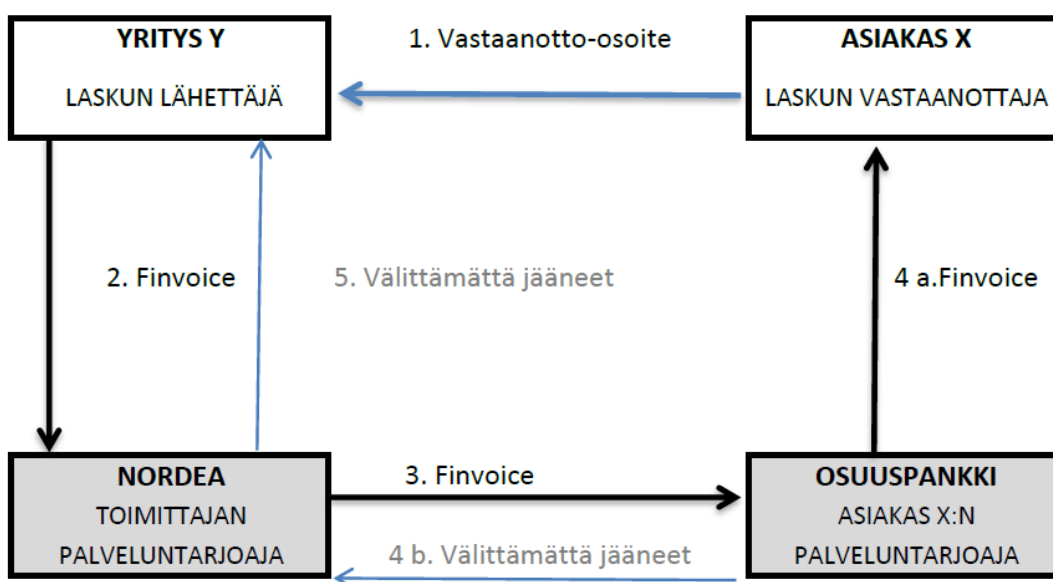 YRITYS Y
LASKUN LÄHETTÄJÄ
1. Vastaanotto-osoite
ASIAKAS X
LASKUN VASTAANOTTAJA
2. Finvoice
5. Välittämättä jääneet
4 a.Finvoice
NORDEA
TOIMITTAJAN
PALVELUNTARJOAJA
3. Finvoice
4 b. Välittämättä jääneet
OSUUSPANKKI
ASIAKAS X:N
PALVELUNTARJOAJA